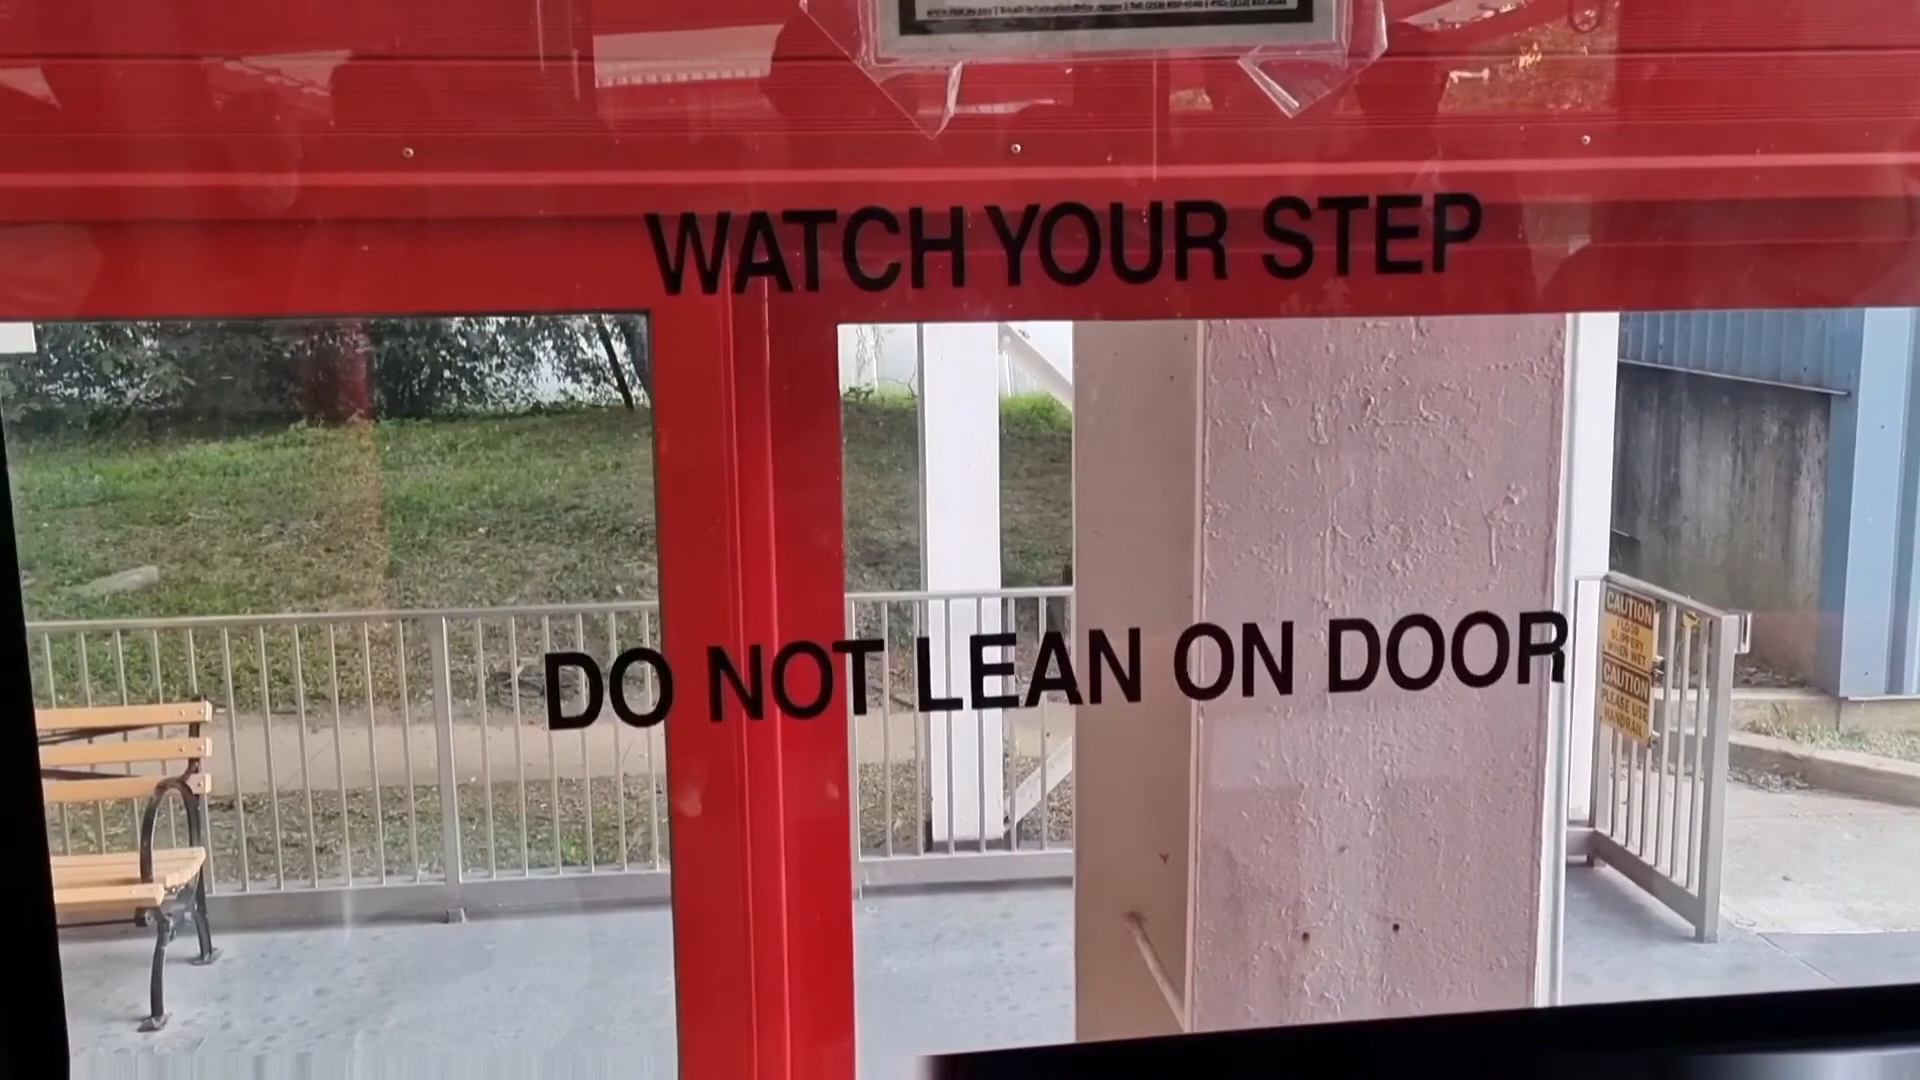 WATCH YOUR STEP
DO NOT LEAN ON DOOR
CAUTION
FLOOR
SLIPPERY
WHEN WET
CAUTION
PLEASE USE
HANDRAIL